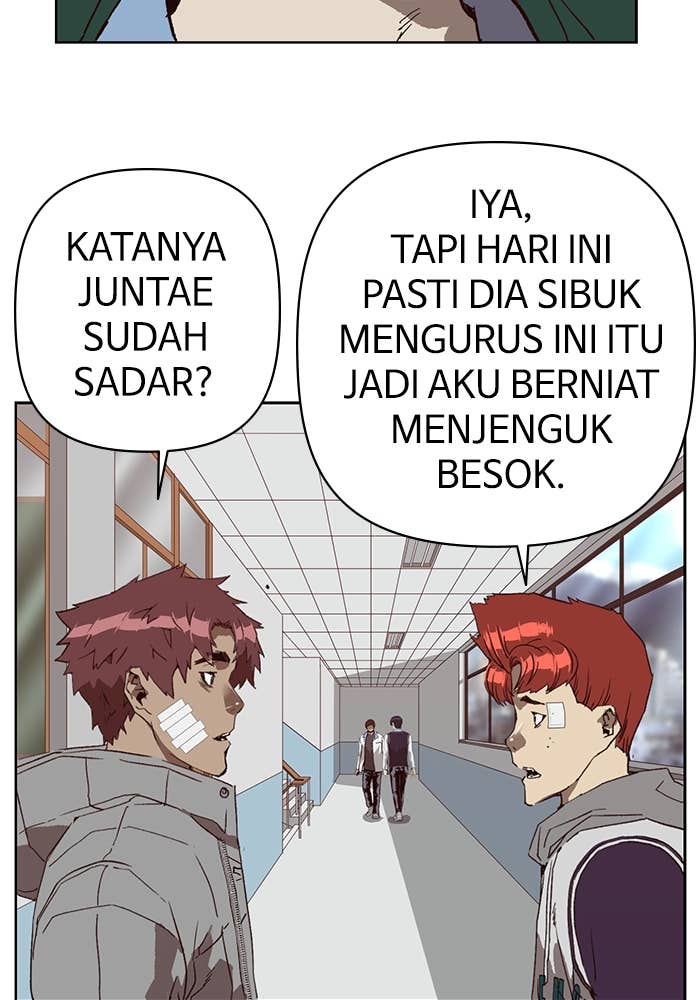 KATANYA
JUNTAE
SUDAH
SADAR?
IYA,
TAPI HARI INI
PASTI DIA SIBUK
MENGURUS INI ITU
JADI AKU BERNIAT
MENJENGUK
BESOK.